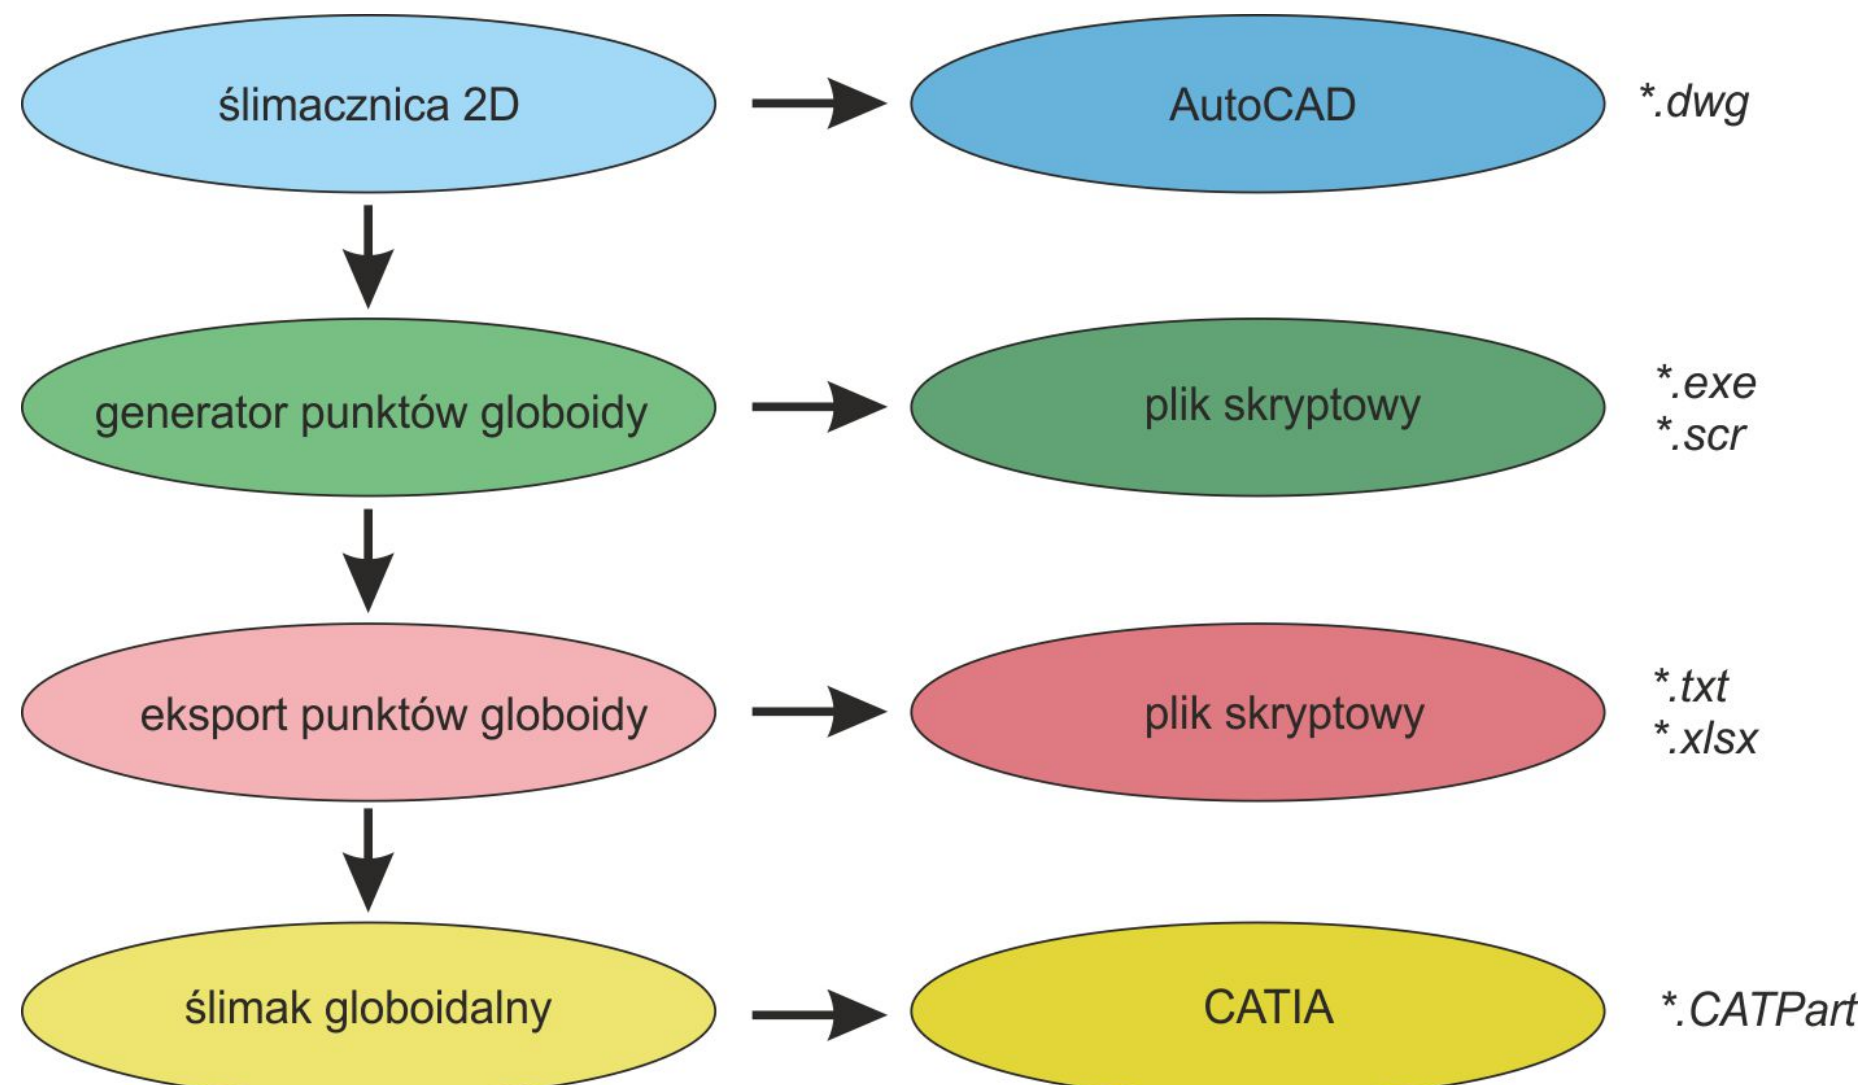 ślimacznica 2D
AutoCAD
*.dwg
generator punktów globoidy
plik skryptowy
*.exe
*.scr
eksport punktów globoidy
plik skryptowy
*.txt
*.xlsx
ślimak globoidalny
CATIA
*.CATPart